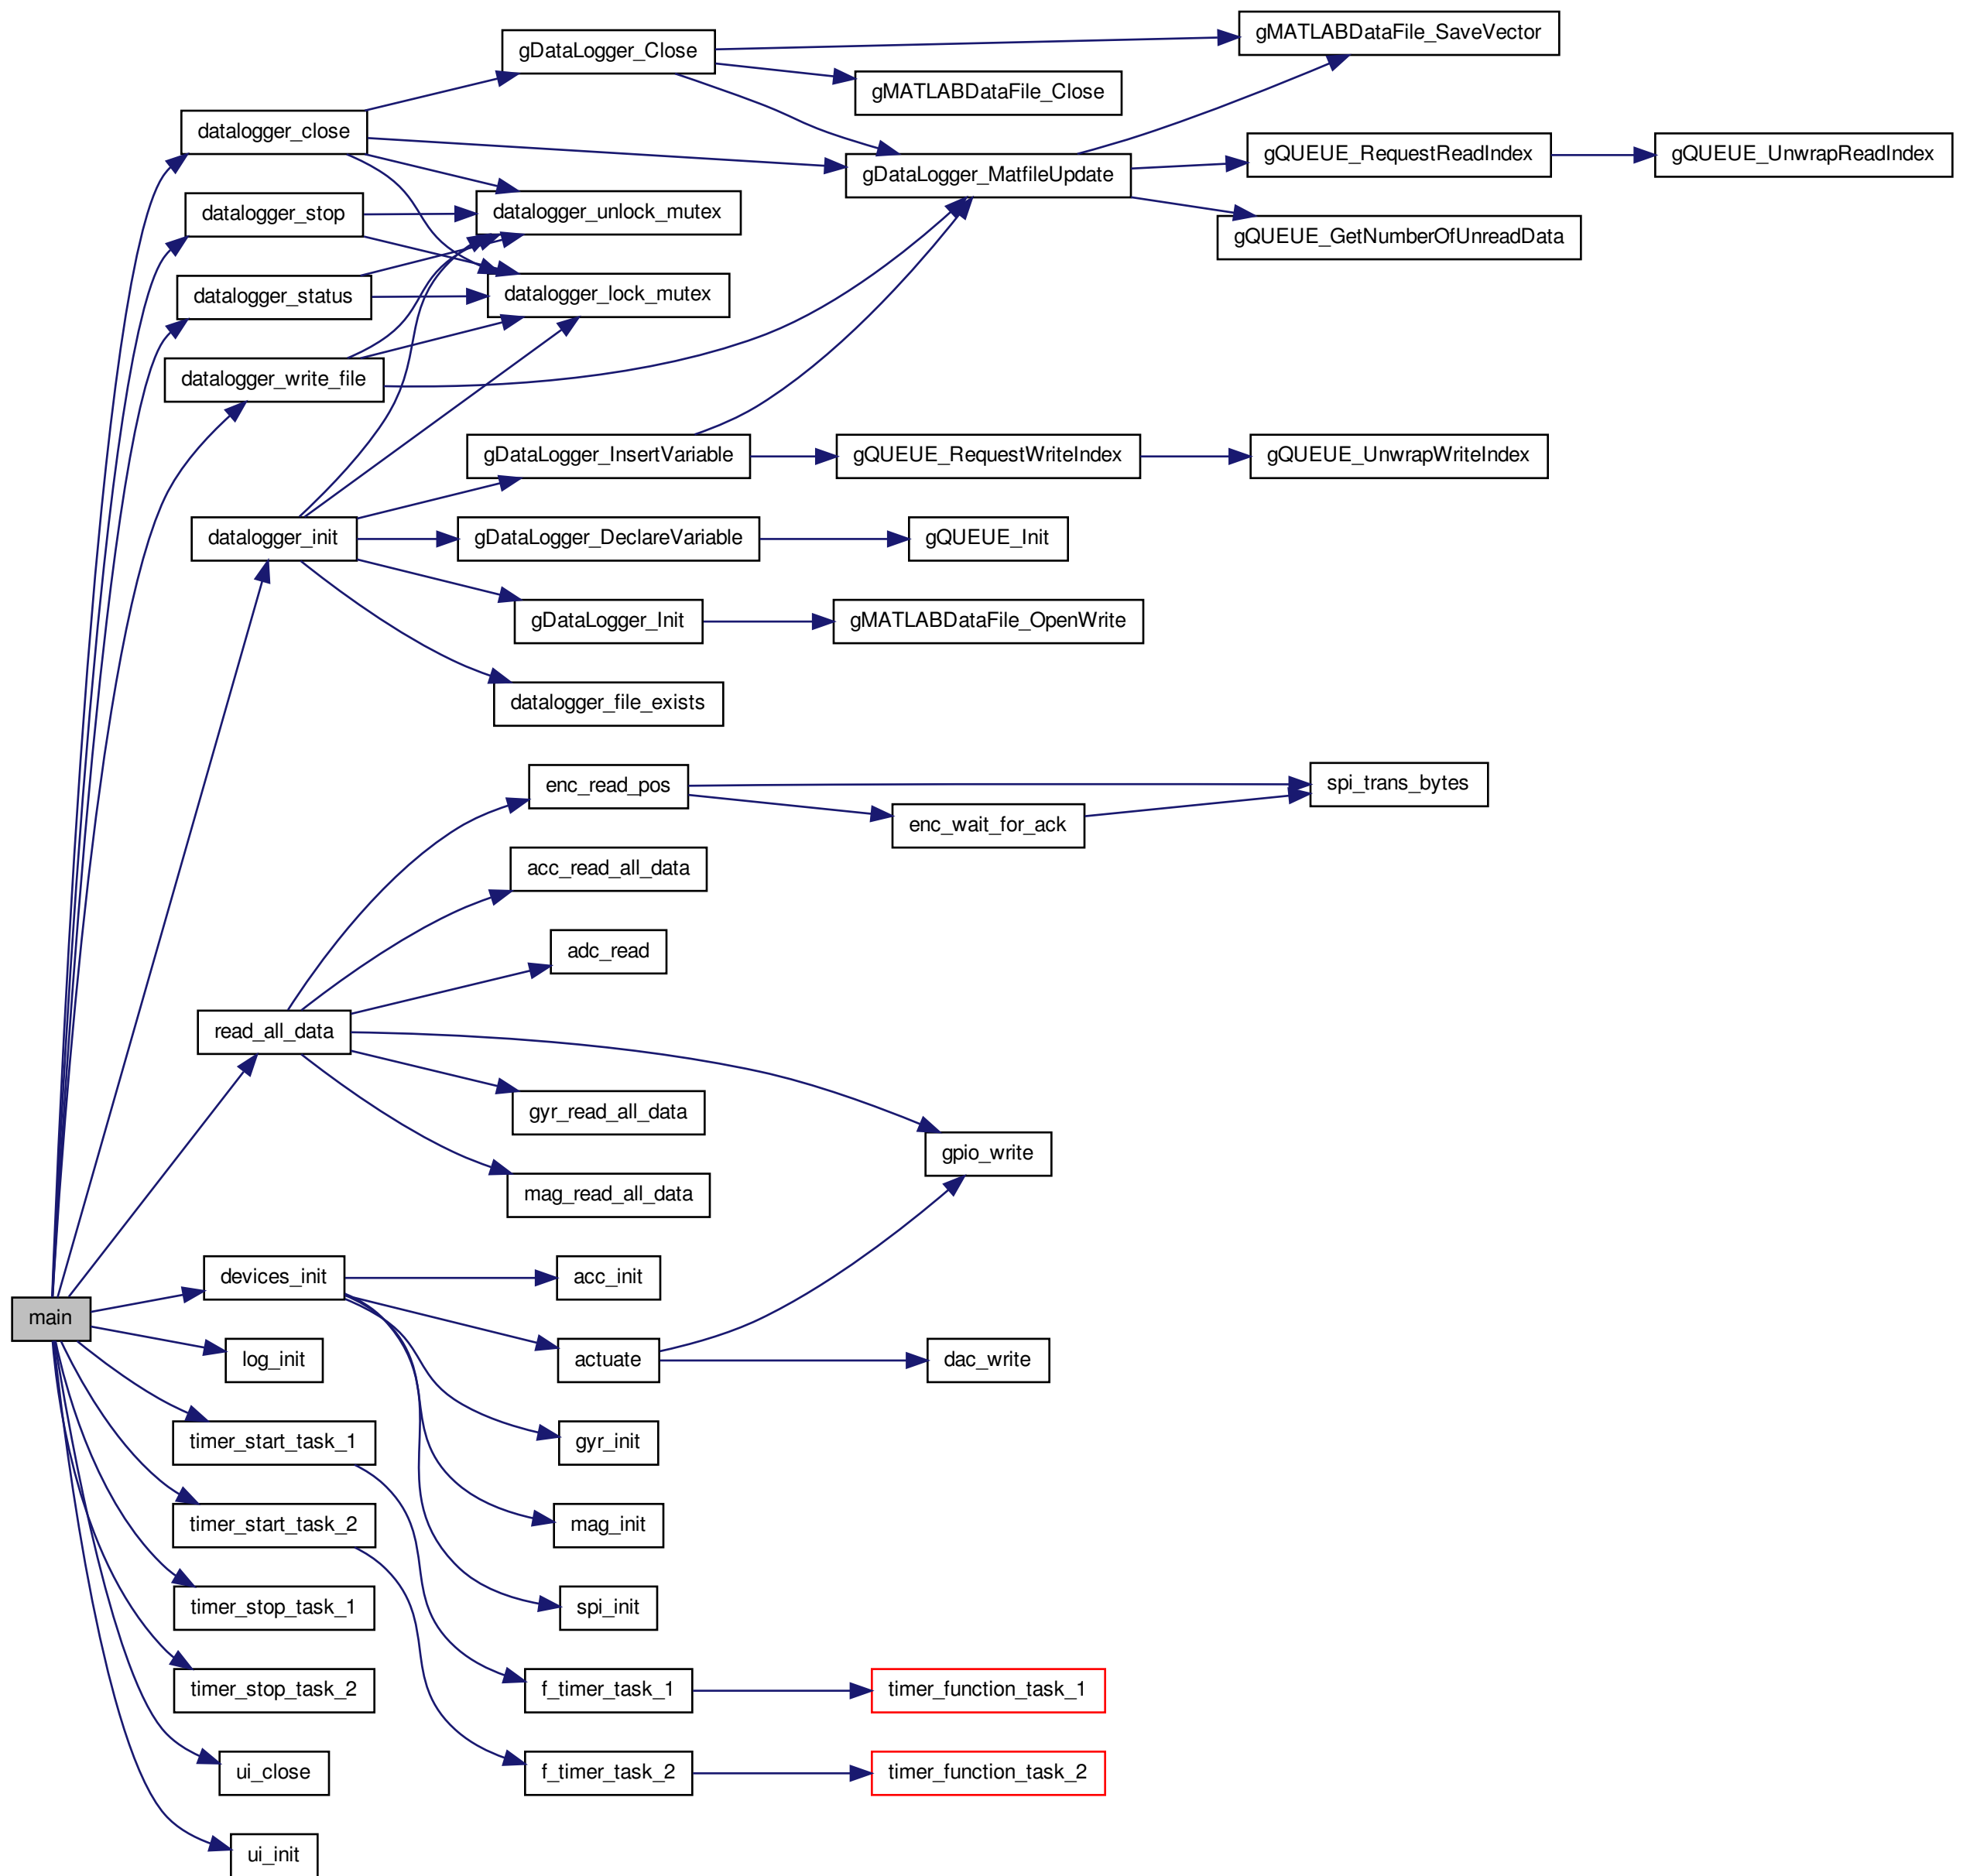 gMATLABDataFile_SaveVector
gDataLogger_Close
gMATLABDataFile_Close
datalogger_close
gQUEUE_RequestReadIndex
gQUEUE_UnwrapReadIndex
gDataLogger_MatfileUpdate
datalogger_stop
datalogger_unlock_mutex
gQUEUE_GetNumberOfUnreadData
datalogger_status
datalogger_lock_mutex
datalogger_write_file
gDataLogger_InsertVariable
gQUEUE_RequestWriteIndex
gQUEUE_UnwrapWriteIndex
datalogger_init
gDataLogger_DeclareVariable
gQUEUE_Init
gDataLogger_Init
gMATLABDataFile_OpenWrite
datalogger_file_exists
enc_read_pos
spi_trans_bytes
enc_wait_for_ack
acc_read_all_data
adc_read
read_all_data
gyr_read_all_data
gpio_write
mag_read_all_data
devices_init
acc_init
main
log_init
actuate
dac_write
timer_start_task_1
gyr_init
timer_start_task_2
mag_init
timer_stop_task_1
spi_init
timer_stop_task_2
f_timer_task_1
timer_function_task_1
ui_close
f_timer_task_2
timer_function_task_2
ui_init